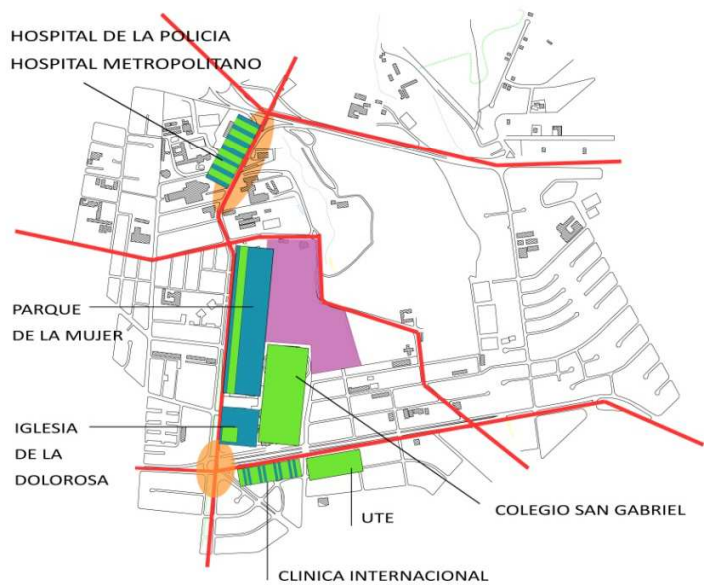 HOSPITAL DE LA POLICIA
HOSPITAL METROPOLITANO
PARQUE
DE LA MUJER
IGLESIA
DE LA
DOLOROSA
COLEGIO SAN GABRIEL
UTE
CLINICA INTERNACIONAL